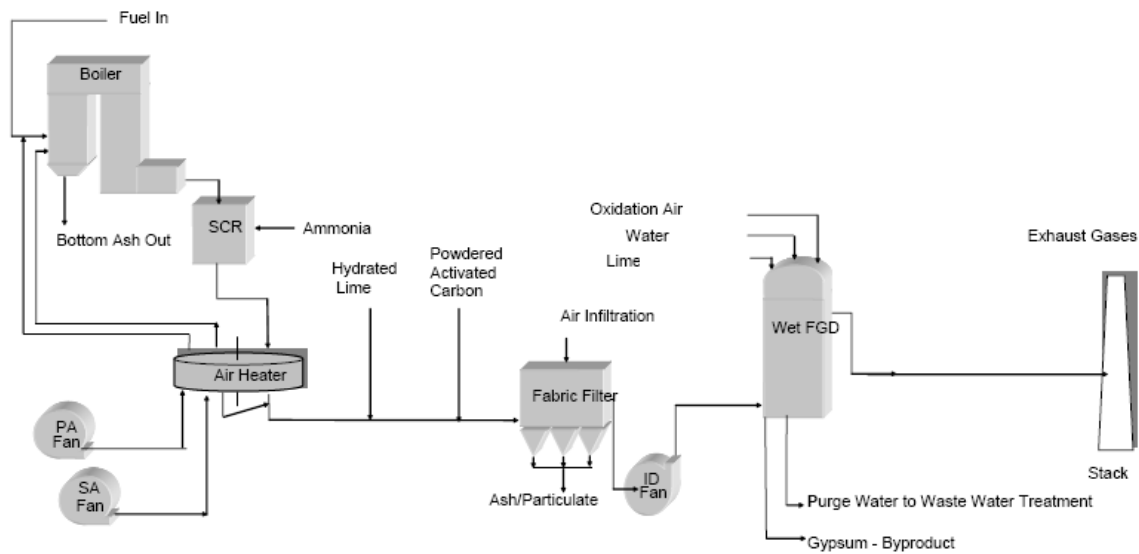 Fuel In
Boiler
Bottom Ash Out
SCR
Ammonia
Hydrated
Lime
Powdered
Activated
Carbon
Air Heater
PA
Fan
SA
Fan
Air Infiltration
Fabric Filter
Ash/Particulate
ID
Fan
Oxidation Air
Water
Lime
Wet FGD
Exhaust Gases
Stack
Purge Water to Waste Water Treatment
Gypsum - Byproduct